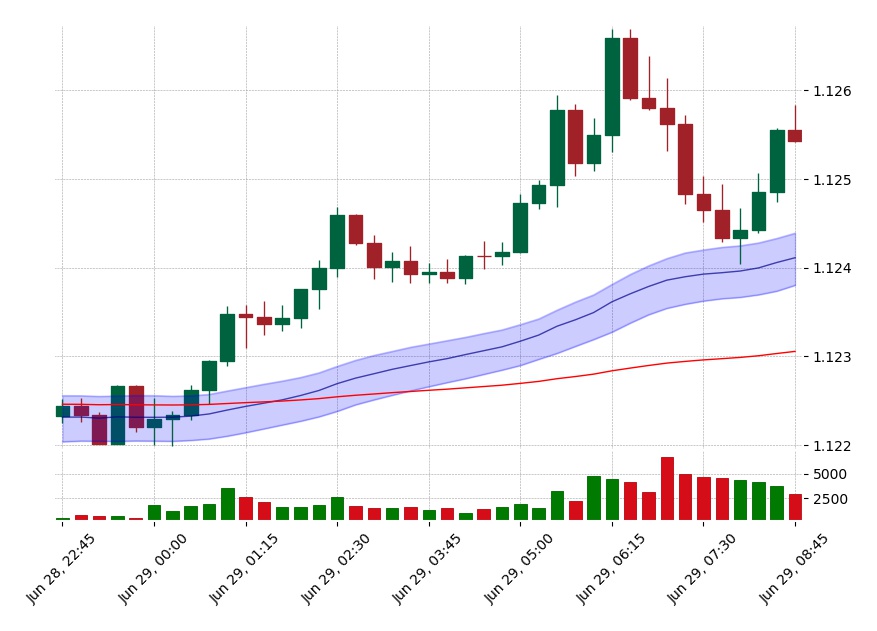 1.126
1.125
1.124
1.123
1.122
5000
2500
Jun 28, 22:45
Jun 29, 00:00
Jun 29, 01:15
Jun 29, 02:30
Jun 29, 03:45
Jun 29, 05:00
Jun 29, 06:15
Jun 29, 07:30
Jun 29, 08:45